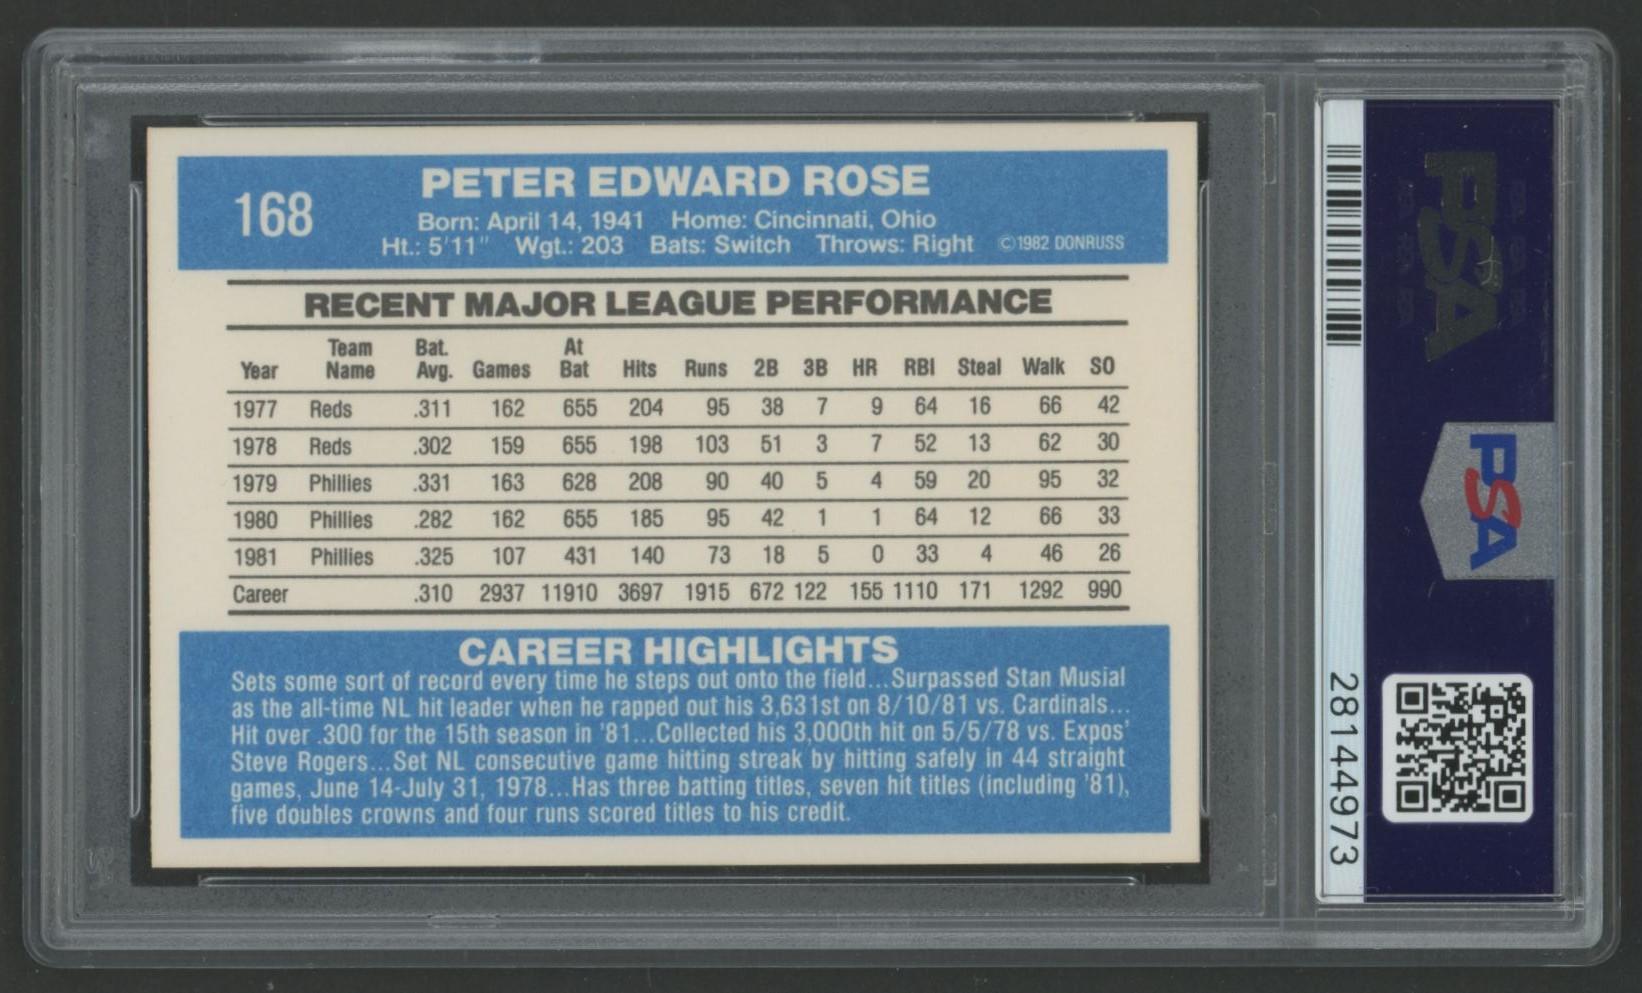 168
PETER EDWARD ROSE
Born: April 14, 1941 Home: Cincinnati, Ohio
Ht.: 5'11" Wgt.: 203 Bats: Switch Throws: Right ©1982 DONRUSS
RECENT MAJOR LEAGUE PERFORMANCE
Year Team Name Bat. Avg. Games At Bat Hits Runs 2B 3B HR RBI Steal Walk SO
1977 Reds .311 162 655 204 95 38 7 9 64 16 66 42
1978 Reds .302 159 655 198 103 51 3 7 52 13 62 30
1979 Phillies .331 163 628 208 90 40 5 4 59 20 95 32
1980 Phillies .282 162 655 185 95 42 1 1 64 12 66 33
1981 Phillies .325 107 431 140 73 18 5 0 33 4 46 26
Career .310 2937 11910 3697 1915 672 122 155 1110 171 1292 990
CAREER HIGHLIGHTS
Sets some sort of record every time he steps out onto the field...Surpassed Stan Musial
as the all-time NL hit leader when he rapped out his 3,631st on 8/10/81 vs. Cardinals...
Hit over .300 for the 15th season in '81...Collected his 3,000th hit on 5/5/78 vs. Expos'
Steve Rogers...Set NL consecutive game hitting streak by hitting safely in 44 straight
games, June 14-July 31, 1978...Has three batting titles, seven hit titles (including '81),
five doubles crowns and four runs scored titles to his credit.
PSA
PSA
28144973